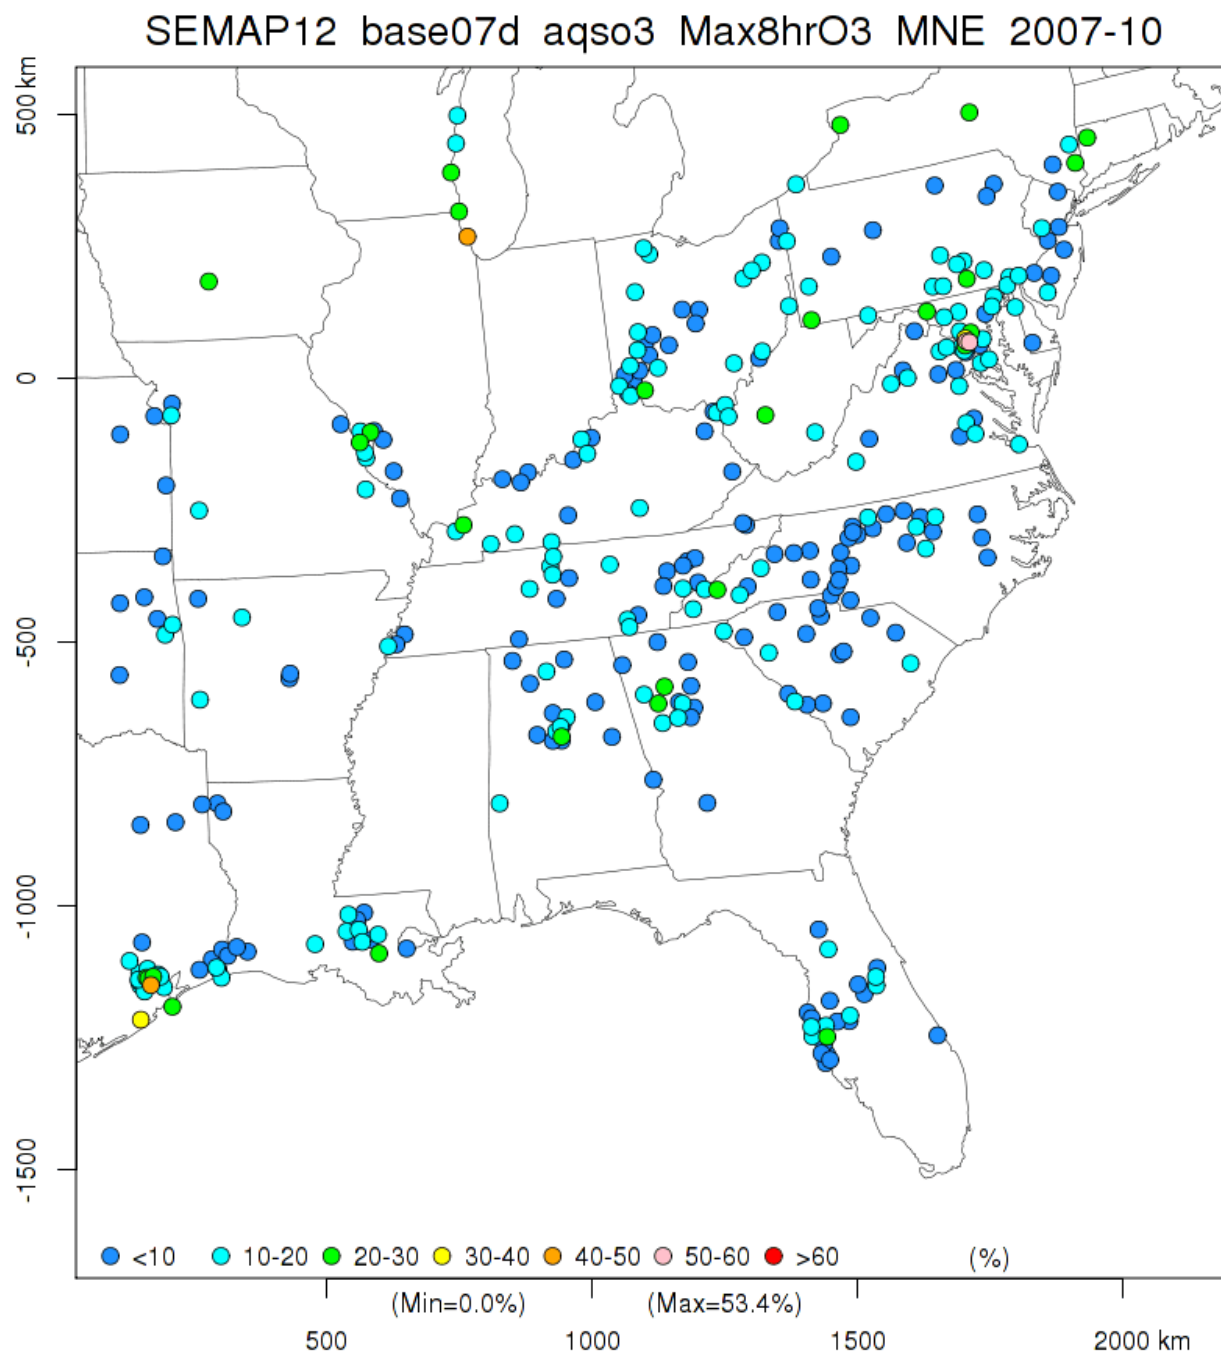 SEMAP12 base07d aqso3 Max8hrO3 MNE 2007-10
500 km
0
-500
-1000
-1500
<10 10-20 20-30 30-40 40-50 50-60 >60 (%)
(Min=0.0%) (Max=53.4%)
500 1000 1500 2000 km